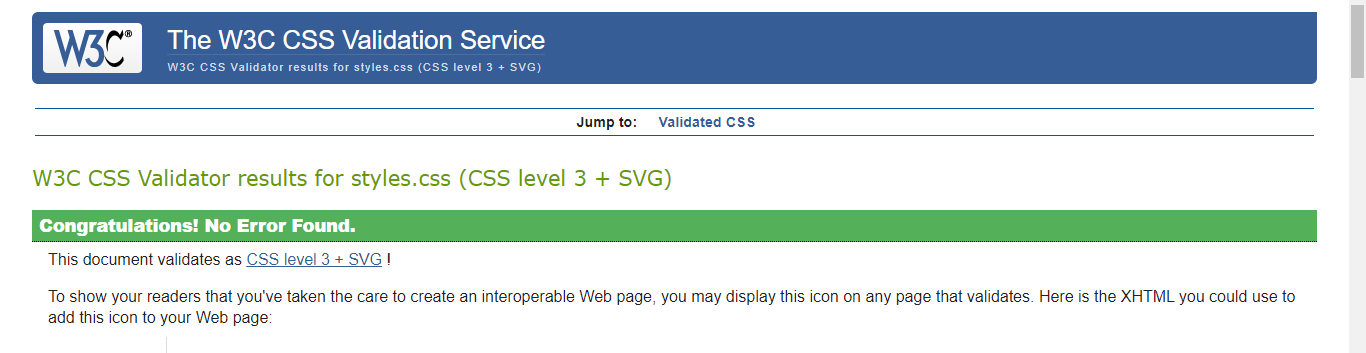 W3C®
The W3C CSS Validation Service
W3C CSS Validator results for styles.css (CSS level 3 + SVG)
Jump to: Validated CSS
W3C CSS Validator results for styles.css (CSS level 3 + SVG)
Congratulations! No Error Found.
This document validates as CSS level 3 + SVG !
To show your readers that you've taken the care to create an interoperable Web page, you may display this icon on any page that validates. Here is the XHTML you could use to
add this icon to your Web page: